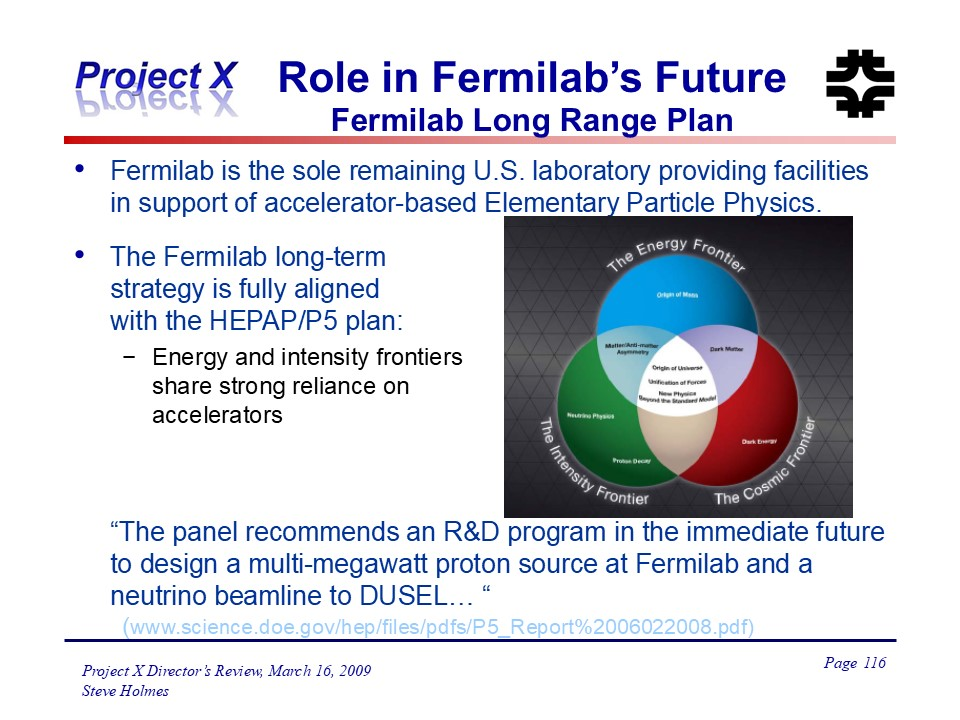 Project X
Role in Fermilab’s Future
Fermilab Long Range Plan
• Fermilab is the sole remaining U.S. laboratory providing facilities
in support of accelerator-based Elementary Particle Physics.
• The Fermilab long-term
strategy is fully aligned
with the HEPAP/P5 plan:
− Energy and intensity frontiers
share strong reliance on
accelerators
The Energy Frontier
Origin of Mass
Matter/Anti-matter
Asymmetry
Dark Matter
Origin of Universe
Unification of Forces
New Physics
Beyond the Standard Model
Neutrino Physics
Dark Energy
Proton Decay
The Intensity Frontier
The Cosmic Frontier
“The panel recommends an R&D program in the immediate future
to design a multi-megawatt proton source at Fermilab and a
neutrino beamline to DUSEL… “
(www.science.doe.gov/hep/files/pdfs/P5_Report%2006022008.pdf)
Project X Director’s Review, March 16, 2009
Steve Holmes
Page 116